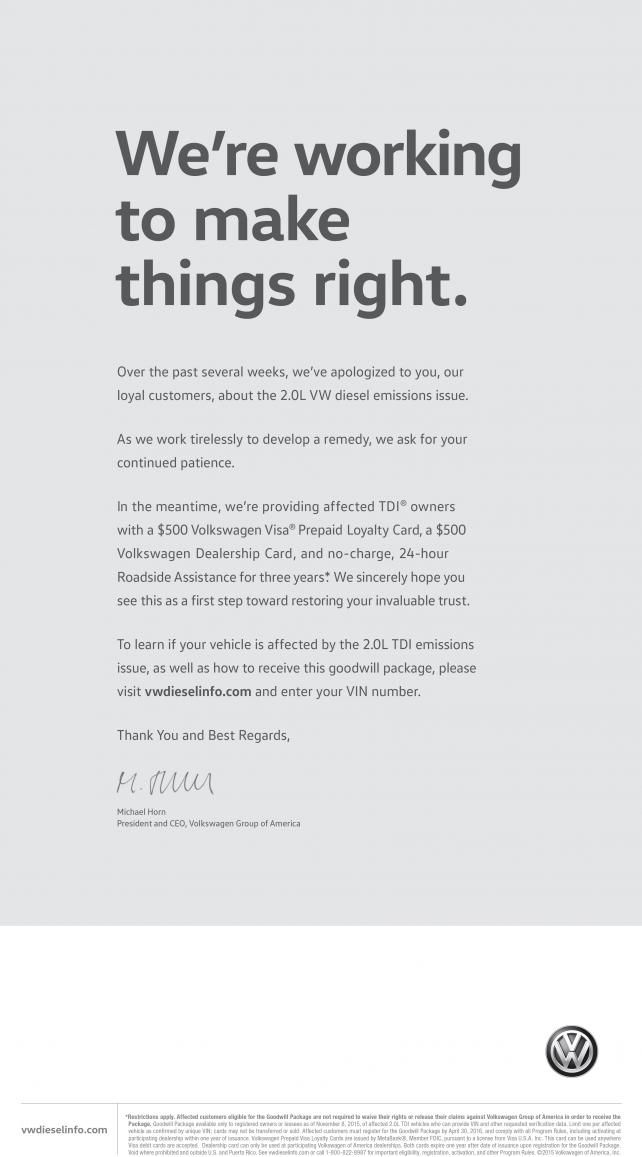 We're working
to make
things right.
Over the past several weeks, we've apologized to you, our
loyal customers, about the 2.0L VW diesel emissions issue.
As we work tirelessly to develop a remedy, we ask for your
continued patience.
In the meantime, we're providing affected TDI® owners
with a $500 Volkswagen Visa® Prepaid Loyalty Card, a $500
Volkswagen Dealership Card, and no-charge, 24-hour
Roadside Assistance for three years.* We sincerely hope you
see this as a first step toward restoring your invaluable trust.
To learn if your vehicle is affected by the 2.0L TDI emissions
issue, as well as how to receive this goodwill package, please
visit vwdieselinfo.com and enter your VIN number.
Thank You and Best Regards,
Michael Horn
President and CEO, Volkswagen Group of America
vwdieselinfo.com
*Restrictions apply. Affected customers eligible for the Goodwill Package are not required to waive their rights or release their claims against Volkswagen Group of America in order to receive the
Package. Goodwill Package available only to registered owners or lessees as of November 8, 2015, of affected 2.0L TDI vehicles who can provide VIN and other requested verification data. Limit one per affected
vehicle as confirmed by unique VIN; cards may not be transferred or sold. Affected customers must register for the Goodwill Package by April 30, 2016, and comply with all Program Rules, including activating at
participating dealership within one year of issuance. Volkswagen Prepaid Visa Loyalty Cards are issued by MetaBank®, Member FDIC, pursuant to a license from Visa U.S.A. Inc. This card can be used anywhere
Visa debit cards are accepted. Dealership card can only be used at participating Volkswagen of America dealerships. Both cards expire one year after date of issuance upon registration for the Goodwill Package.
Void where prohibited and outside U.S. and Puerto Rico. See vwdieselinfo.com or call 1-800-822-8987 for important eligibility, registration, activation, and other Program Rules. ©2015 Volkswagen of America, Inc.